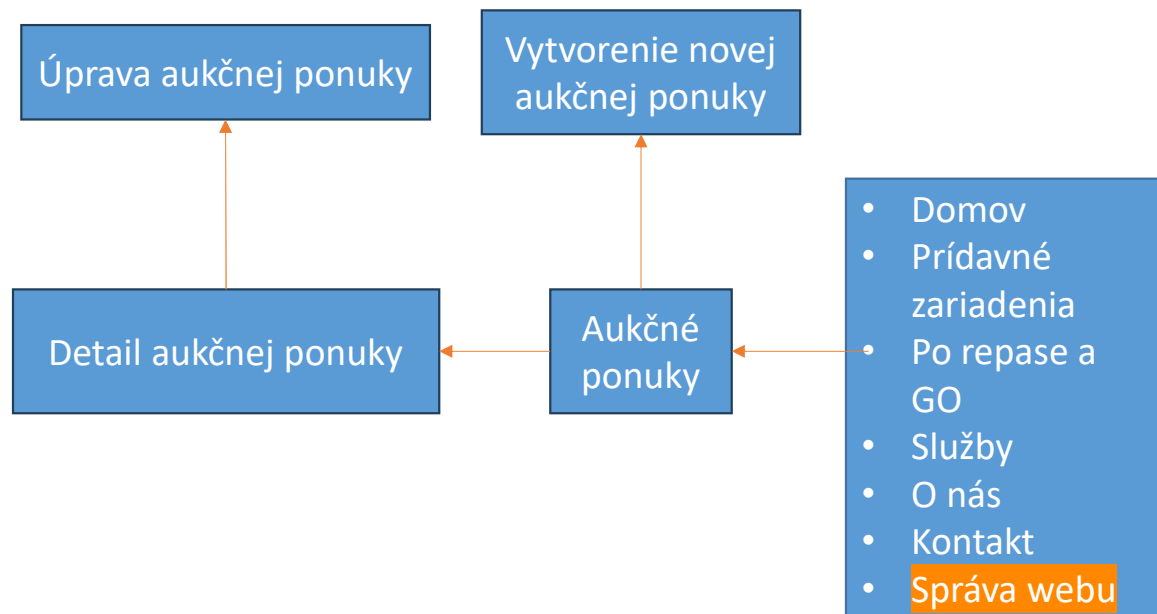 Úprava aukčnej ponuky
Vytvorenie novej
aukčnej ponuky
Detail aukčnej ponuky
Aukčné
ponuky
• Domov
• Prídavné
zariadenia
• Po repase a
GO
• Služby
• O nás
• Kontakt
• Správa webu